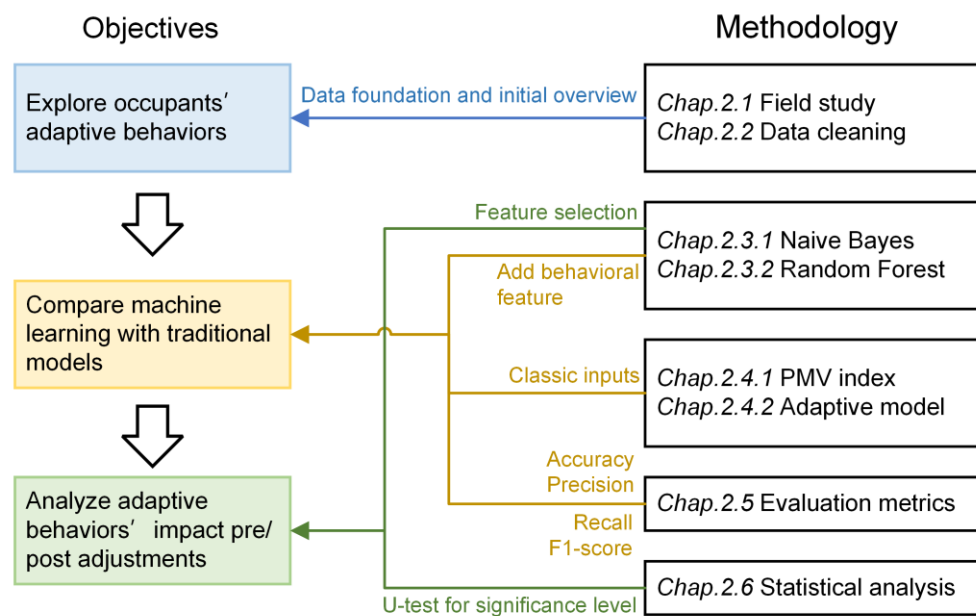 Objectives
Methodology
Explore occupants'
adaptive behaviors
Data foundation and initial overview
Chap.2.1 Field study
Chap.2.2 Data cleaning
Feature selection
Chap.2.3.1 Naive Bayes
Chap.2.3.2 Random Forest
Add behavioral
feature
Compare machine
learning with traditional
models
Classic inputs
Chap.2.4.1 PMV index
Chap.2.4.2 Adaptive model
Accuracy
Precision
Recall
F1-score
Chap.2.5 Evaluation metrics
Analyze adaptive
behaviors' impact pre/
post adjustments
U-test for significance level
Chap.2.6 Statistical analysis